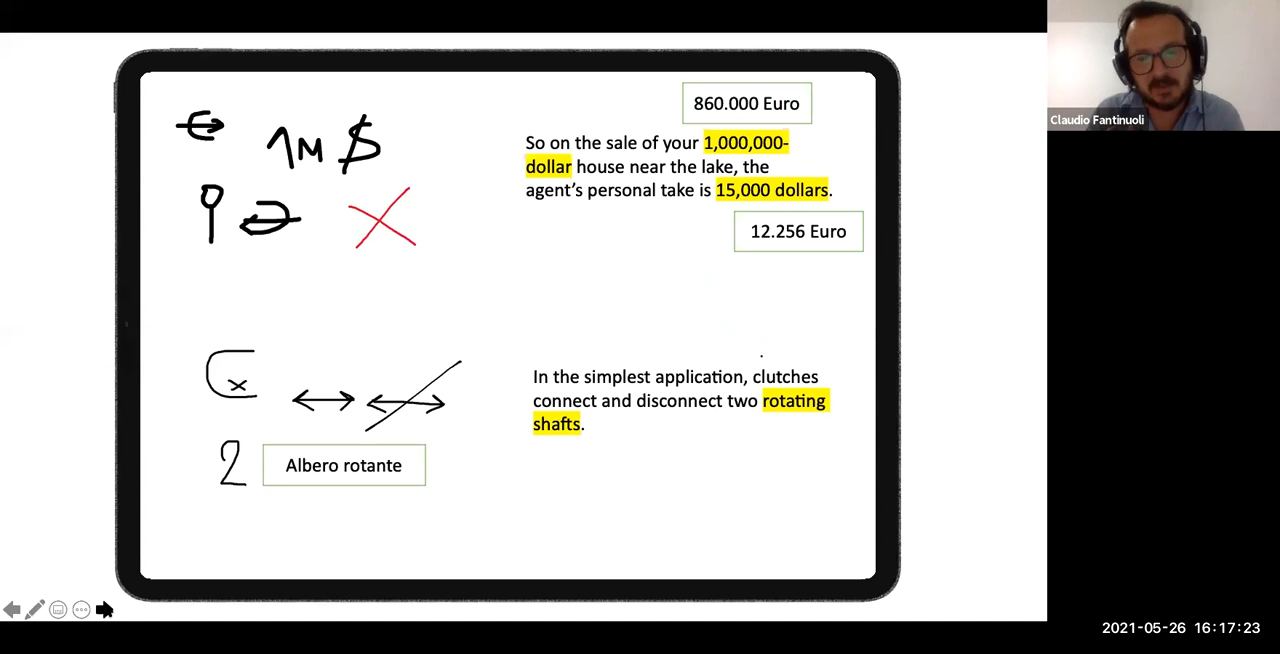 860.000 Euro
1M $
So on the sale of your 1,000,000-
dollar house near the lake, the
agent’s personal take is 15,000 dollars.
12.256 Euro
Cx
In the simplest application, clutches
connect and disconnect two rotating
shafts.
2
Albero rotante
Claudio Fantinuoli
2021-05-26 16:17:23